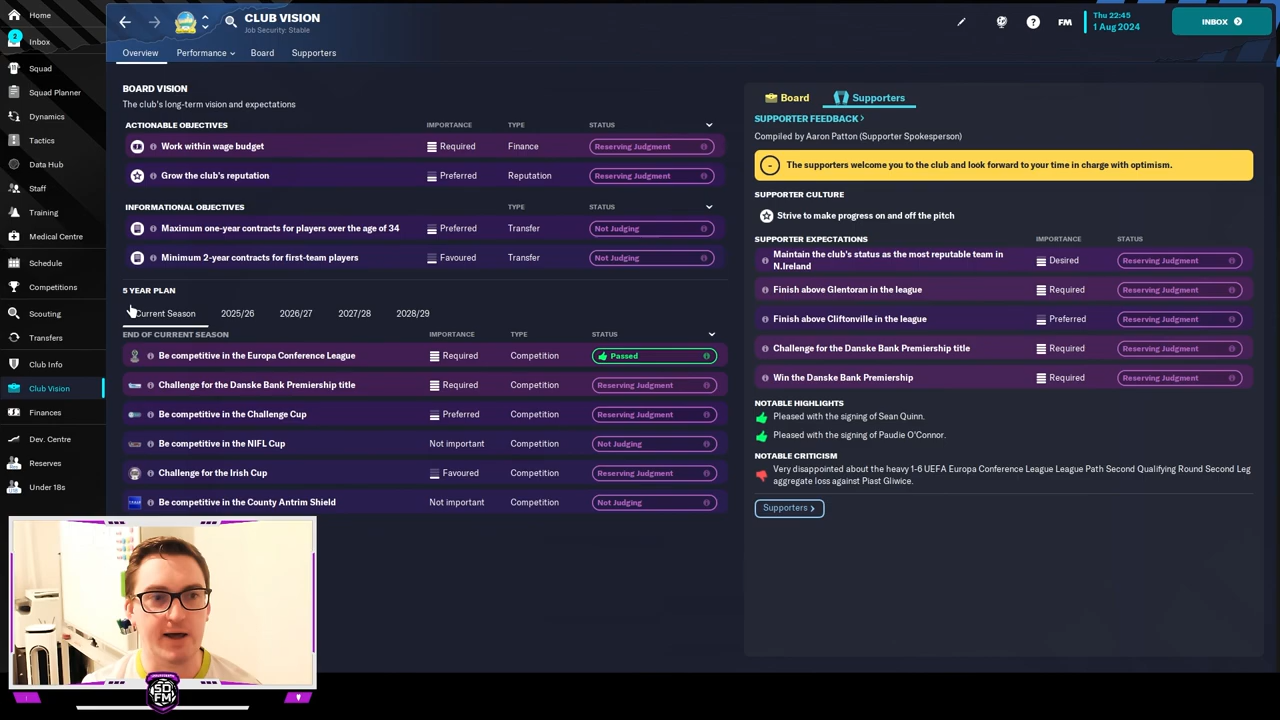 Home
2
Inbox
Squad
Squad Planner
Dynamics
Tactics
Data Hub
Staff
Training
Medical Centre
Schedule
Competitions
Scouting
Transfers
Club Info
Club Vision
Finances
Dev. Centre
Reserves
Under 18s
CLUB VISION
Job Security: Stable
FM
Thu 22:45
1 Aug 2024
INBOX
Overview
Performance
Board
Supporters
BOARD VISION
The club's long-term vision and expectations
ACTIONABLE OBJECTIVES IMPORTANCE TYPE STATUS
Work within wage budget Required Finance Reserving Judgment
Grow the club's reputation Preferred Reputation Reserving Judgment
INFORMATIONAL OBJECTIVES TYPE STATUS
Maximum one-year contracts for players over the age of 34 Preferred Transfer Not Judging
Minimum 2-year contracts for first-team players Favoured Transfer Not Judging
5 YEAR PLAN
Current Season 2025/26 2026/27 2027/28 2028/29
END OF CURRENT SEASON IMPORTANCE TYPE STATUS
Be competitive in the Europa Conference League Required Competition Passed
Challenge for the Danske Bank Premiership title Required Competition Reserving Judgment
Be competitive in the Challenge Cup Preferred Competition Reserving Judgment
Be competitive in the NIFL Cup Not important Competition Not Judging
Challenge for the Irish Cup Favoured Competition Reserving Judgment
Be competitive in the County Antrim Shield Not important Competition Not Judging
Board Supporters
SUPPORTER FEEDBACK
Compiled by Aaron Patton (Supporter Spokesperson)
The supporters welcome you to the club and look forward to your time in charge with optimism.
SUPPORTER CULTURE
Strive to make progress on and off the pitch
SUPPORTER EXPECTATIONS IMPORTANCE STATUS
Maintain the club's status as the most reputable team in
N.Ireland
Desired Reserving Judgment
Finish above Glentoran in the league Required Reserving Judgment
Finish above Cliftonville in the league Preferred Reserving Judgment
Challenge for the Danske Bank Premiership title Required Reserving Judgment
Win the Danske Bank Premiership Required Reserving Judgment
NOTABLE HIGHLIGHTS
Pleased with the signing of Sean Quinn.
Pleased with the signing of Paudie O'Connor.
NOTABLE CRITICISM
Very disappointed about the heavy 1-6 UEFA Europa Conference League League Path Second Qualifying Round Second Leg
aggregate loss against Piast Gliwice.
Supporters
SD
FM